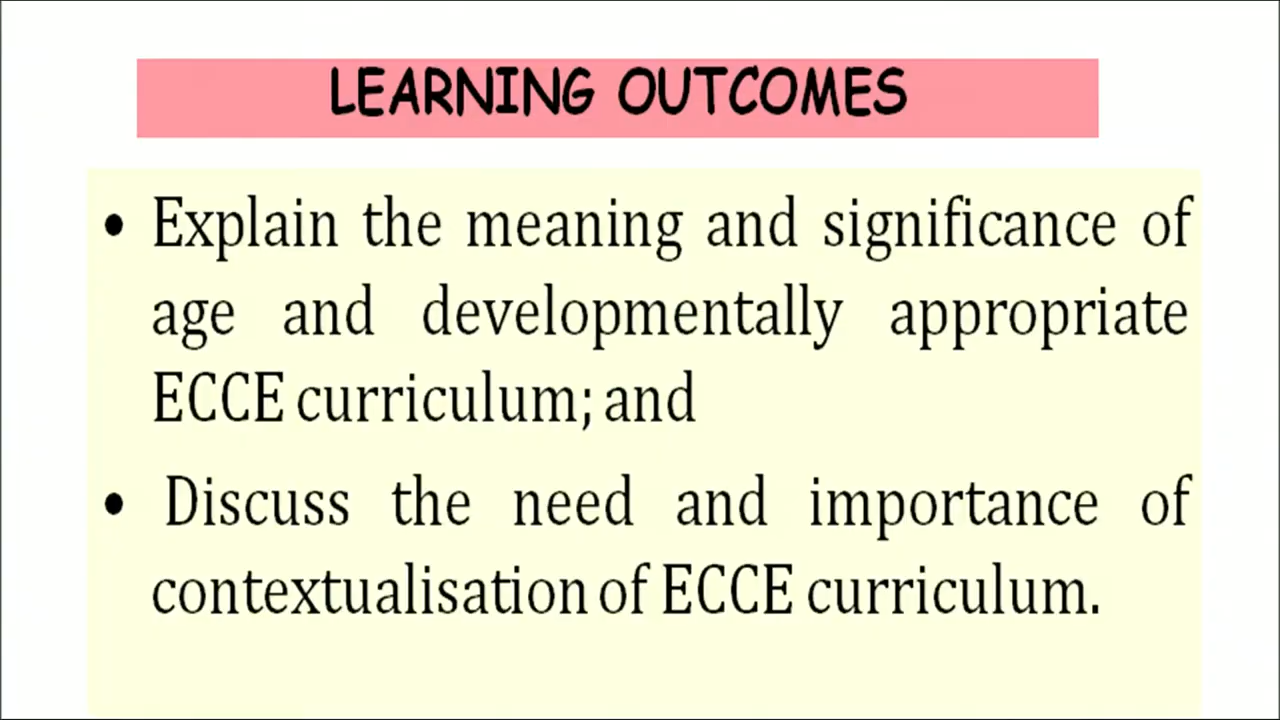 LEARNING OUTCOMES
• Explain the meaning and significance of
age and developmentally appropriate
ECCE curriculum; and
• Discuss the need and importance of
contextualisation of ECCE curriculum.